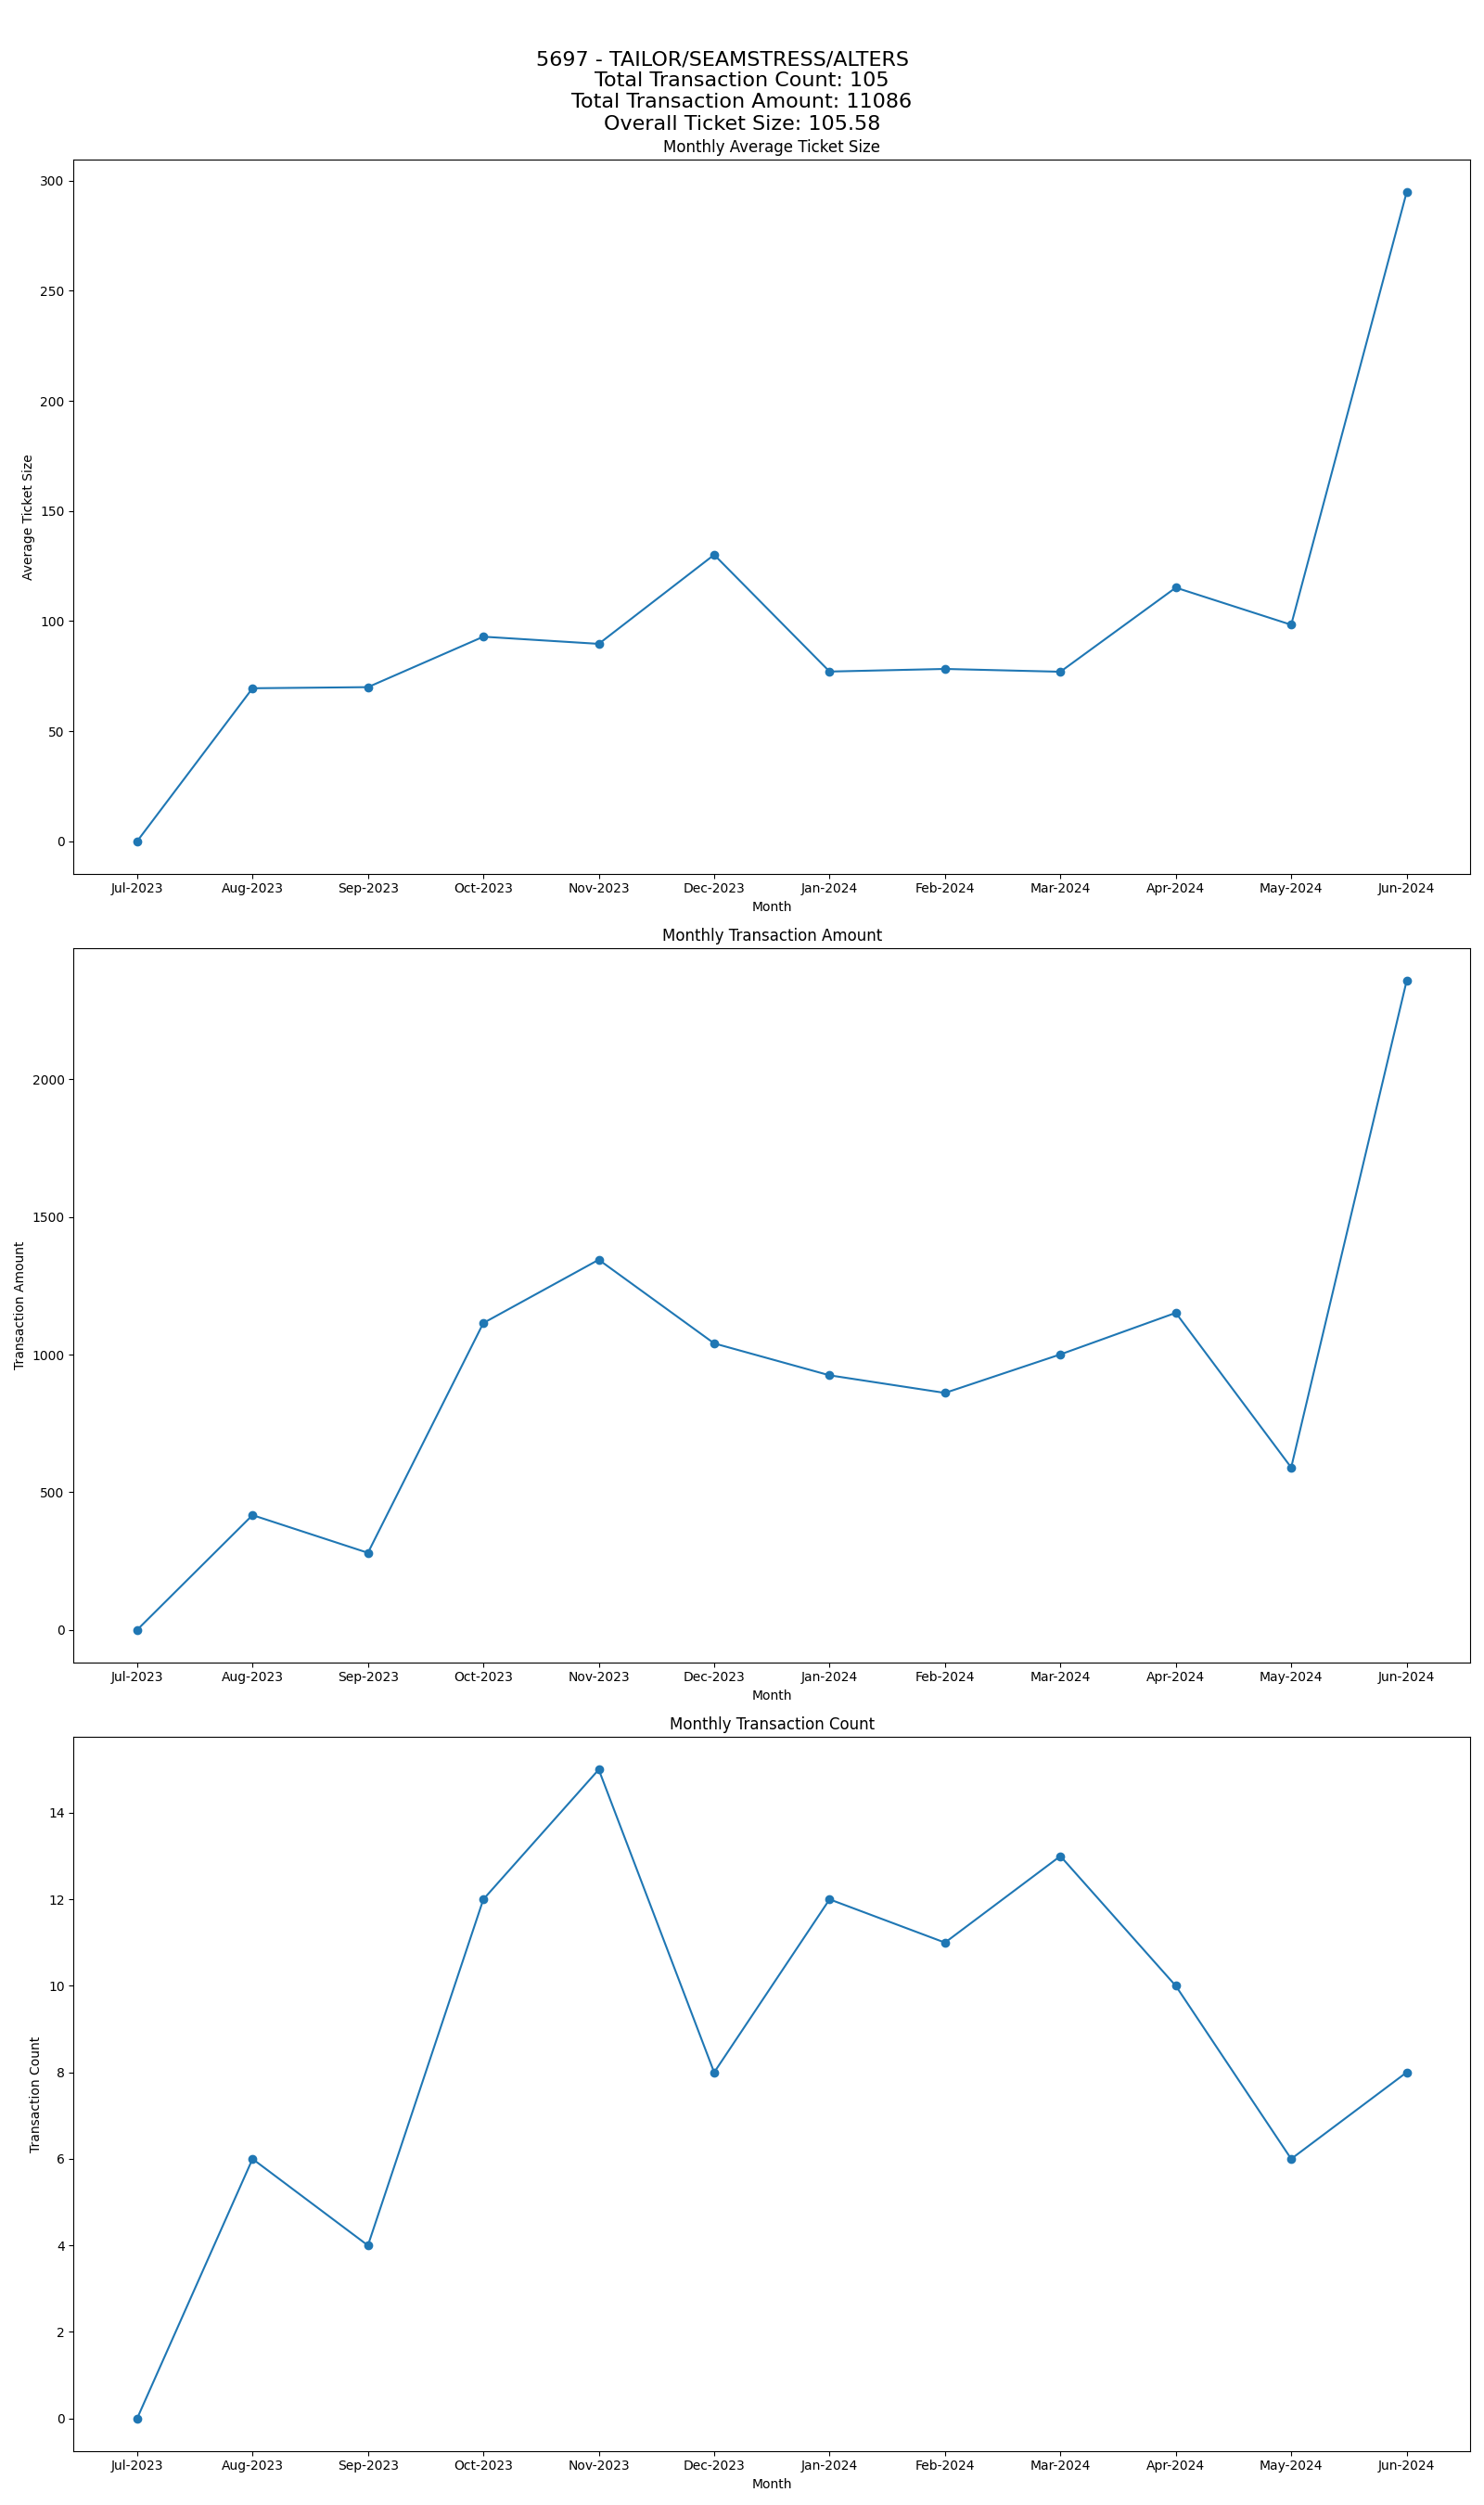 5697 - TAILOR/SEAMSTRESS/ALTERS
Total Transaction Count: 105
Total Transaction Amount: 11086
Overall Ticket Size: 105.58
Monthly Average Ticket Size
300
250
200
150
100
50
0
Average Ticket Size
Jul-2023 Aug-2023 Sep-2023 Oct-2023 Nov-2023 Dec-2023 Jan-2024 Feb-2024 Mar-2024 Apr-2024 May-2024 Jun-2024
Month
Monthly Transaction Amount
2000
1500
1000
500
0
Transaction Amount
Jul-2023 Aug-2023 Sep-2023 Oct-2023 Nov-2023 Dec-2023 Jan-2024 Feb-2024 Mar-2024 Apr-2024 May-2024 Jun-2024
Month
Monthly Transaction Count
14
12
10
8
6
4
2
0
Transaction Count
Jul-2023 Aug-2023 Sep-2023 Oct-2023 Nov-2023 Dec-2023 Jan-2024 Feb-2024 Mar-2024 Apr-2024 May-2024 Jun-2024
Month